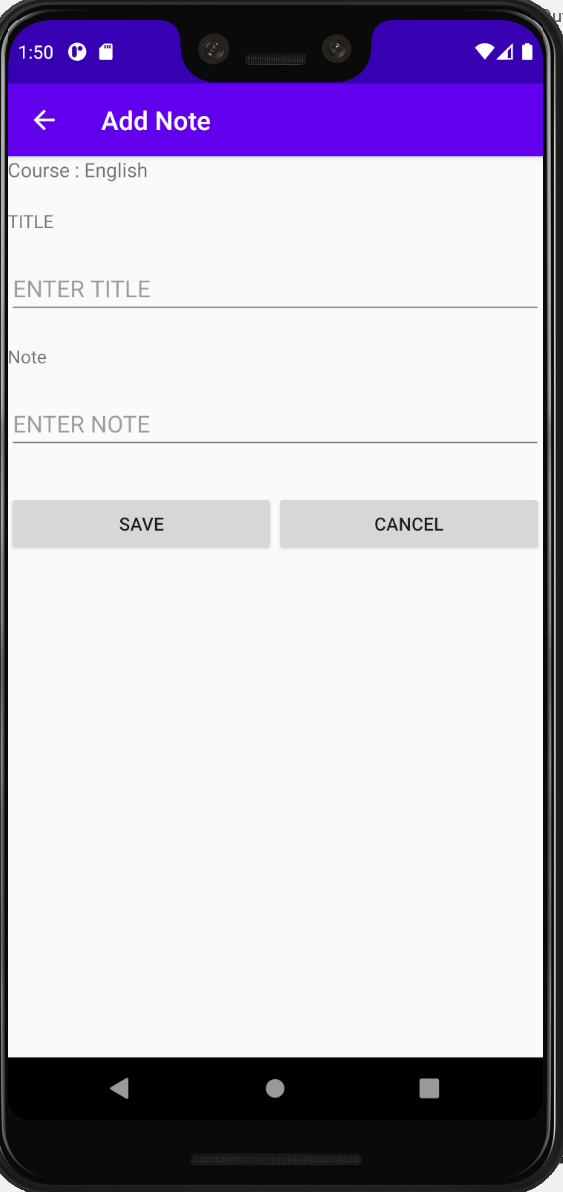 1:50
Add Note
Course : English
TITLE
ENTER TITLE
Note
ENTER NOTE
SAVE CANCEL